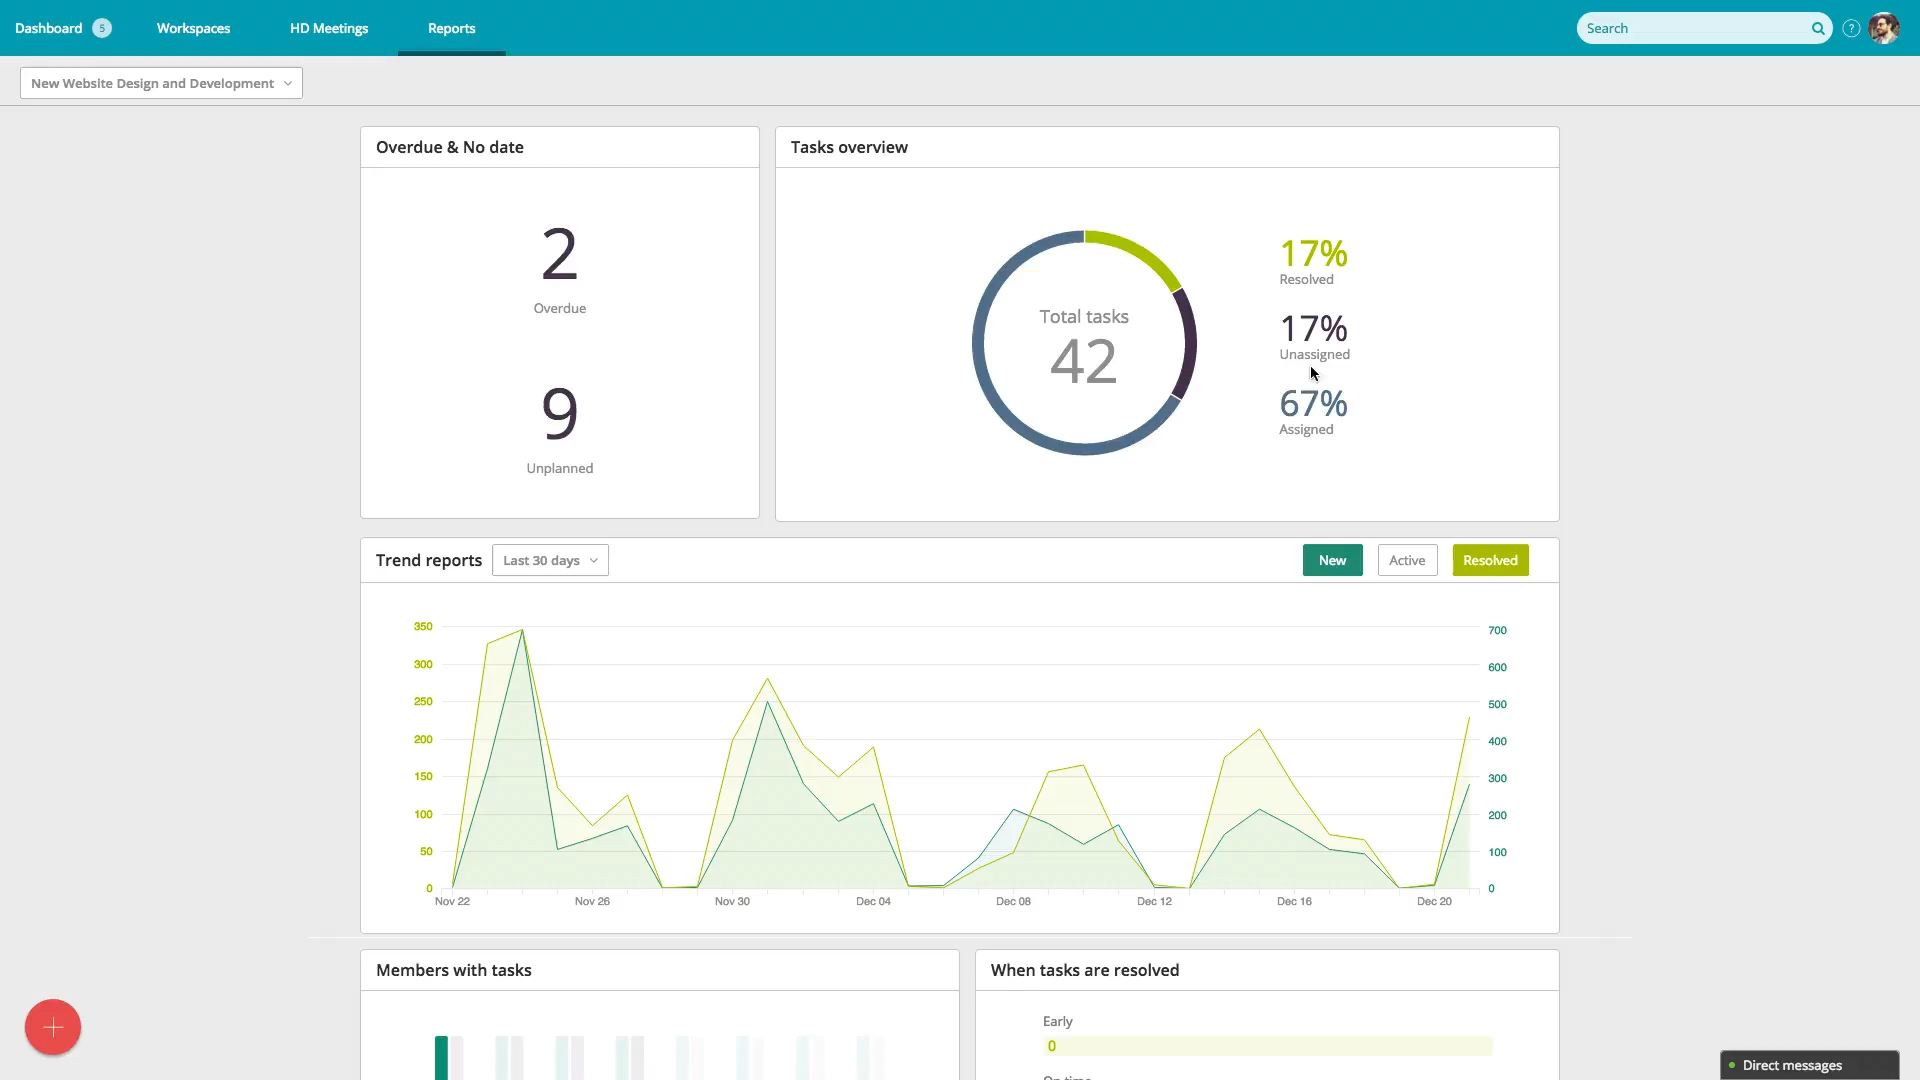 Dashboard 5 Workspaces HD Meetings Reports Search ?
New Website Design and Development
Overdue & No date
2
Overdue
9
Unplanned
Tasks overview
Total tasks
42
17%
Resolved
17%
Unassigned
67%
Assigned
Trend reports Last 30 days New Active Resolved
350 700
300 600
250 500
200 400
150 300
100 200
50 100
0 0
Nov 22 Nov 26 Nov 30 Dec 04 Dec 08 Dec 12 Dec 16 Dec 20
Members with tasks
When tasks are resolved
Early
0
On time
Direct messages